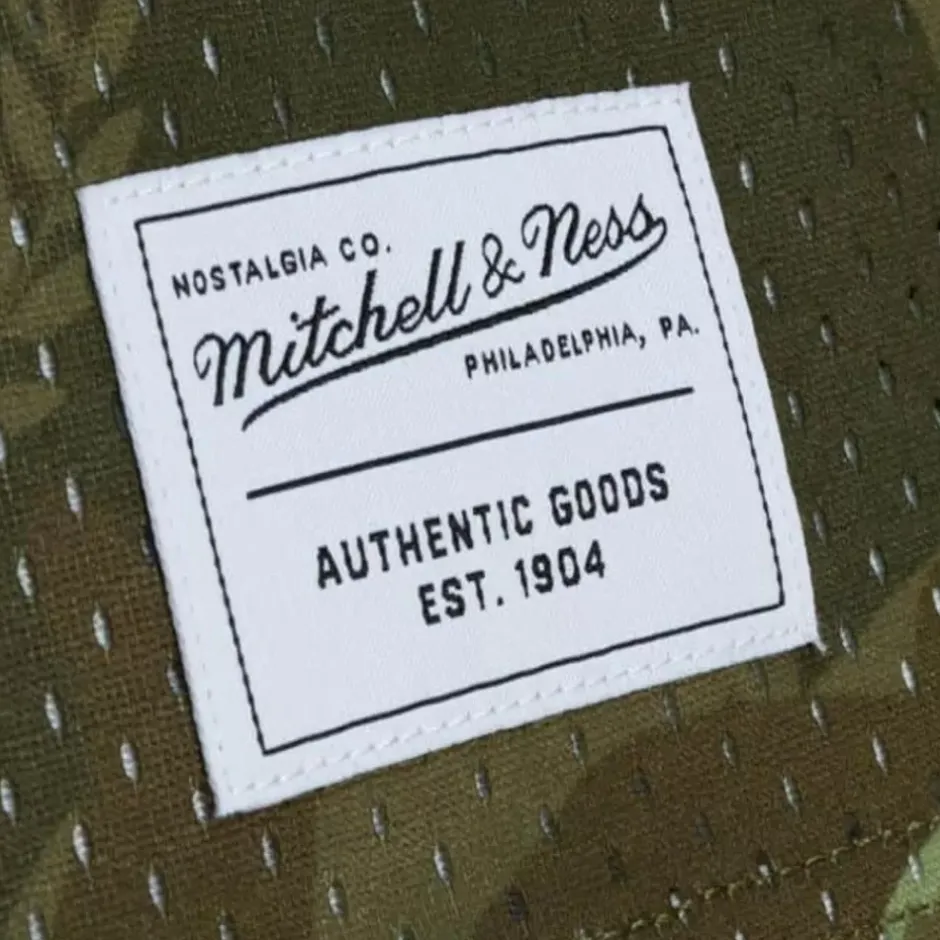 NOSTALGIA CO.
Mitchell & Ness
PHILADELPHIA, PA.
AUTHENTIC GOODS
EST. 1904